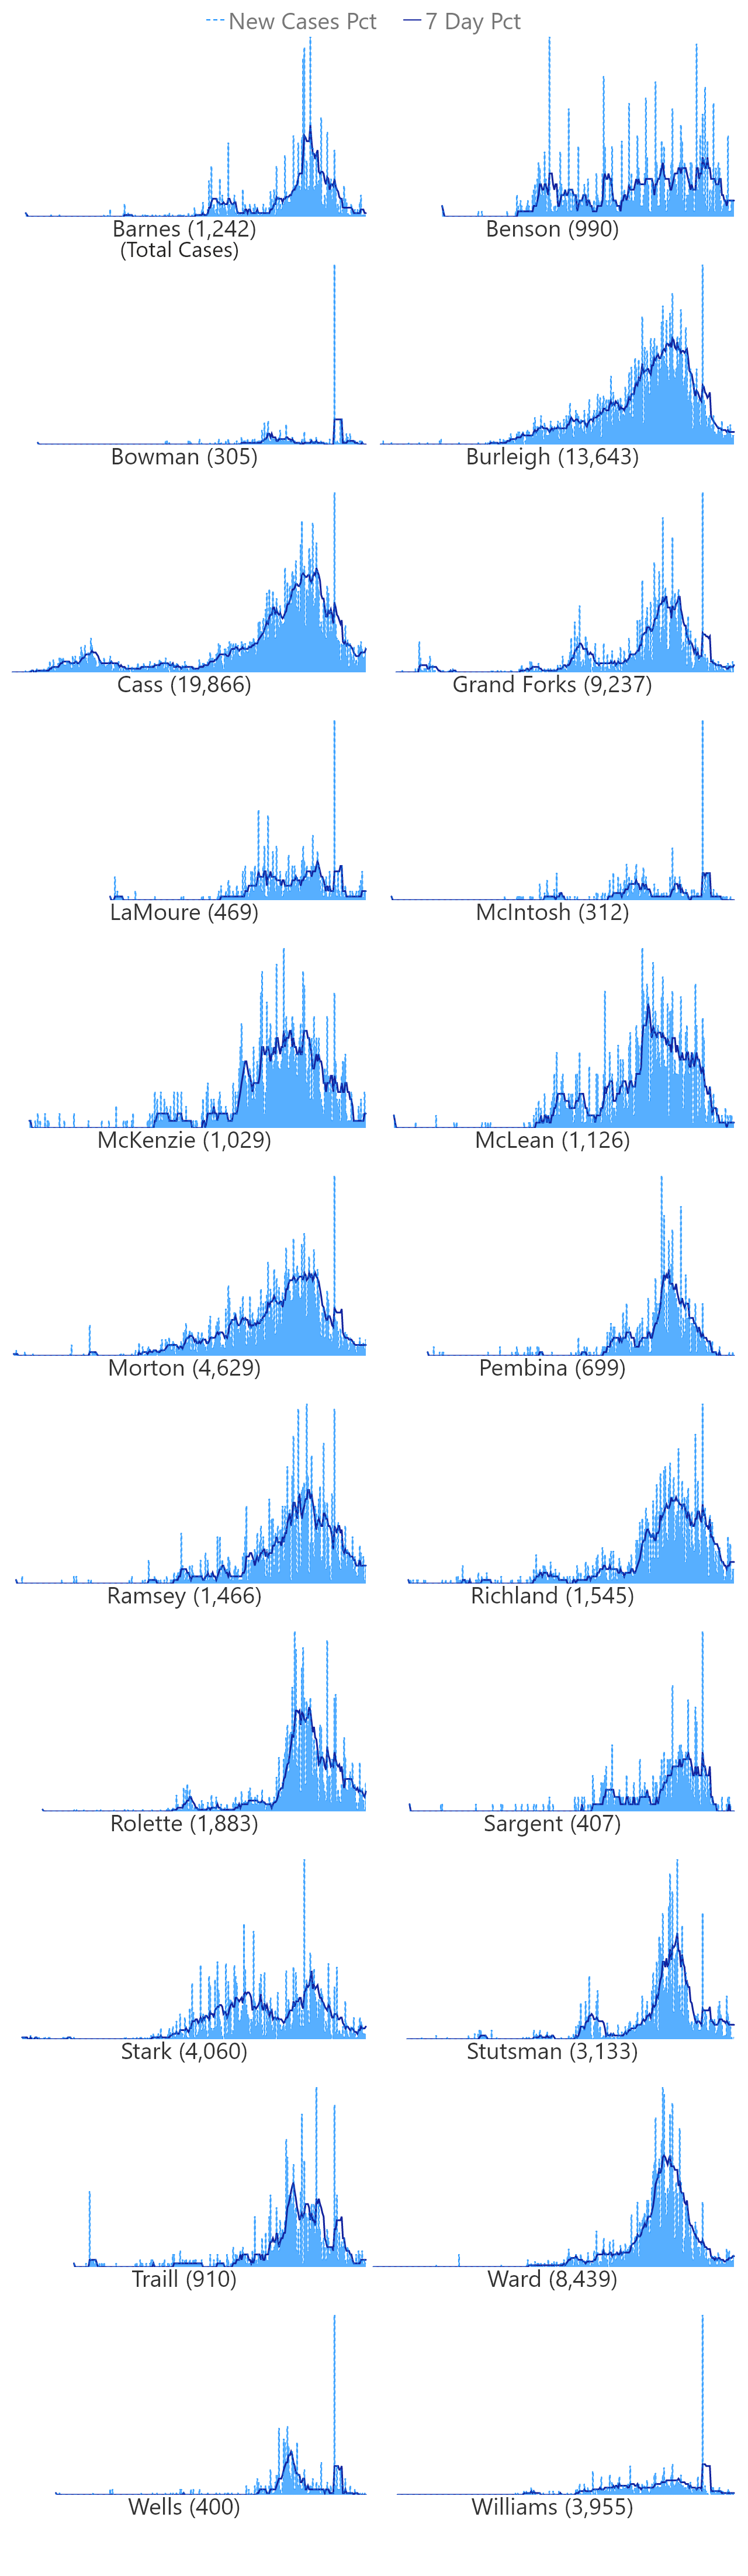 New Cases Pct 7 Day Pct
Barnes (1,242) Benson (990)
(Total Cases)
Bowman (305) Burleigh (13,643)
Cass (19,866) Grand Forks (9,237)
LaMoure (469) McIntosh (312)
McKenzie (1,029) McLean (1,126)
Morton (4,629) Pembina (699)
Ramsey (1,466) Richland (1,545)
Rolette (1,883) Sargent (407)
Stark (4,060) Stutsman (3,133)
Traill (910) Ward (8,439)
Wells (400) Williams (3,955)